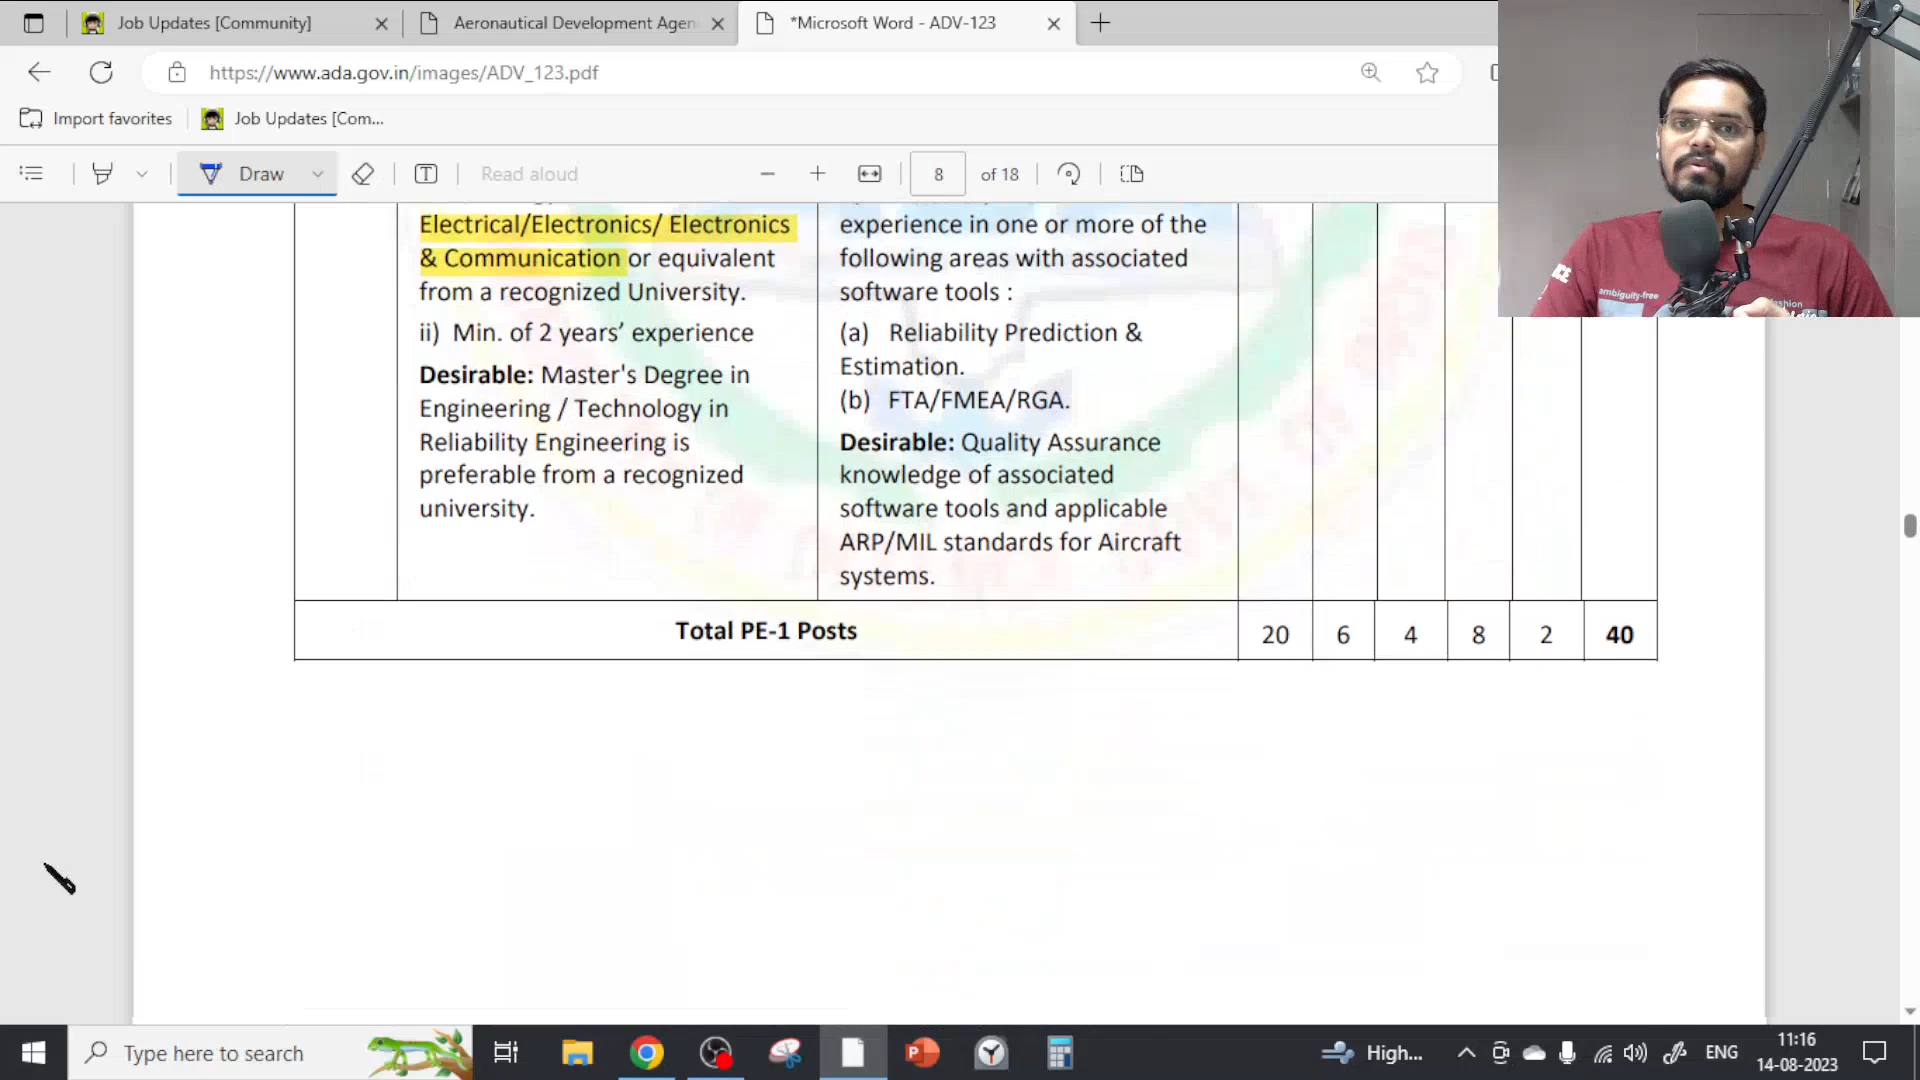 Job Updates [Community]
Aeronautical Development Agen
*Microsoft Word - ADV-123
https://www.ada.gov.in/images/ADV_123.pdf
Import favorites
Job Updates [Com...
Draw
Read aloud
8
of 18
Electrical/Electronics/ Electronics
& Communication or equivalent
from a recognized University.
ii) Min. of 2 years’ experience
Desirable: Master's Degree in
Engineering / Technology in
Reliability Engineering is
preferable from a recognized
university.
experience in one or more of the
following areas with associated
software tools :
(a) Reliability Prediction &
Estimation.
(b) FTA/FMEA/RGA.
Desirable: Quality Assurance
knowledge of associated
software tools and applicable
ARP/MIL standards for Aircraft
systems.
Total PE-1 Posts 20 6 4 8 2 40
ambiguity-free
Type here to search
High...
ENG
11:16
14-08-2023